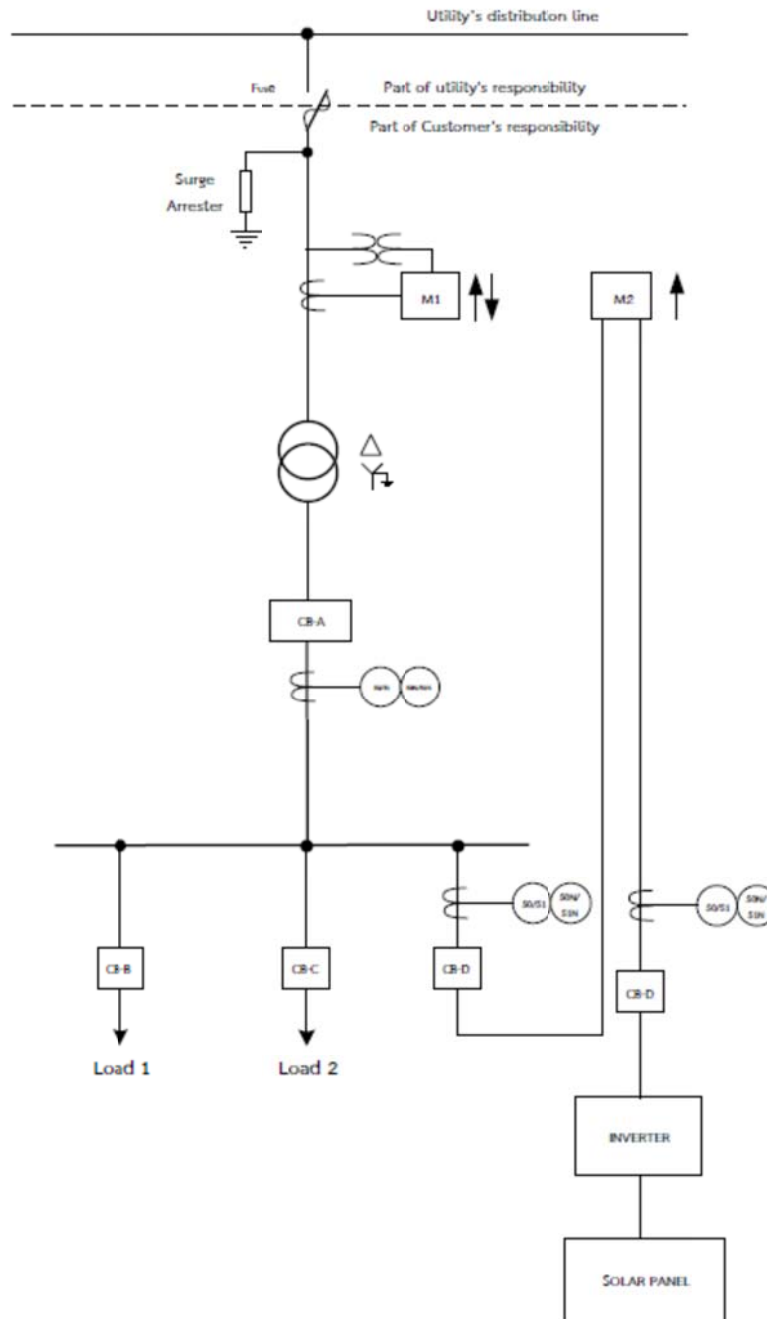 Utility's distribution line
Fuse
Part of utility's responsibility
Part of Customer's responsibility
Surge
Arrester
M1
M2
CB-A
50/51
50N/
51N
50/51
50N/
51N
CB-B
CB-C
CB-D
CB-D
Load 1
Load 2
INVERTER
SOLAR PANEL